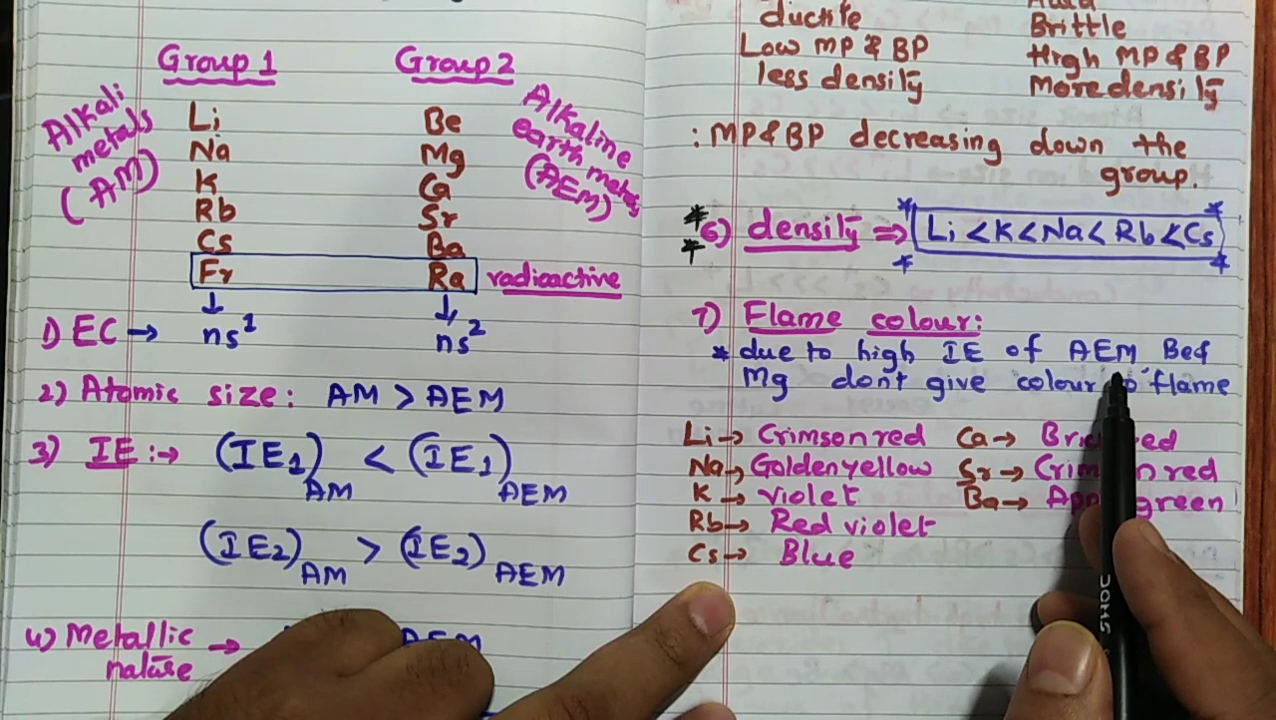 Group 1 Group 2
Alkali metals (AM)
Li Be
Na Mg
K Ca
Rb Sr
Cs Ba
Fr Ra radioactive
Alkaline earth metals (AEM)
1) EC → ns¹ ns²
2) Atomic size: AM > AEM
3) IE :→ (IE₁)AM < (IE₁)AEM
(IE₂)AM > (IE₂)AEM
4) Metallic nature → AEM
ductile
Low MP & BP
less density
Brittle
High MP & BP
More density
: MP & BP decreasing down the
group.
6) density ⇒ Li < K < Na < Rb < Cs
7) Flame colour:
* due to high IE of AEM Be &
Mg don't give colour flame
Li → Crimson red Ca →
Na → Golden yellow Sr →
K → Violet Ba → green
Rb → Red violet
Cs → Blue
DOMS